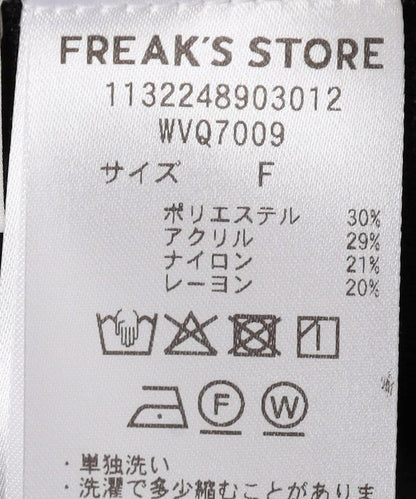 FREAK'S STORE
1132248903012
WVQ7009
サイズ F
ポリエステル 30%
アクリル 29%
ナイロン 21%
レーヨン 20%
F W
・単独洗い
・洗濯で多少縮むことがありま